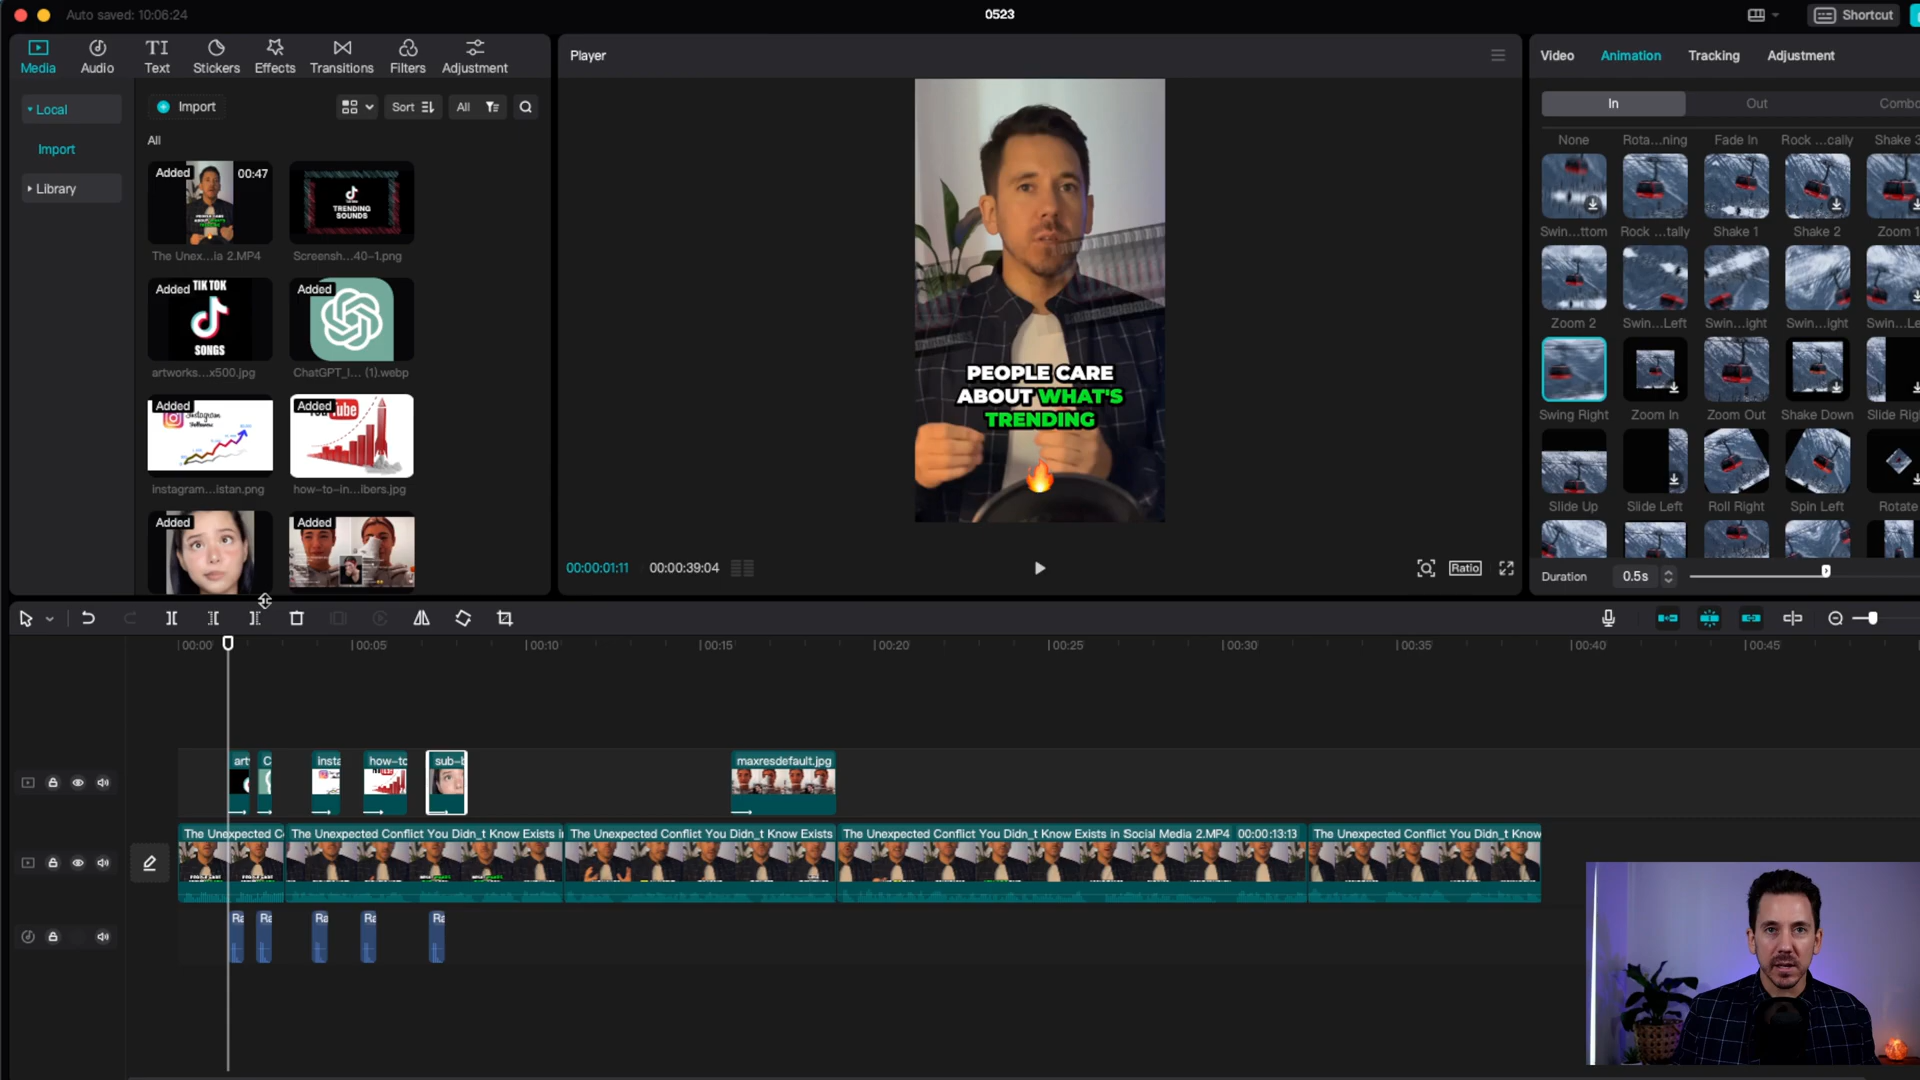 Auto saved: 10:06:24
0523
Shortcut
Media
Audio
Text
Stickers
Effects
Transitions
Filters
Adjustment
Local
Import
Library
Import
Sort
All
All
Added
00:47
The Unex...ia 2.MP4
TRENDING
SOUNDS
Screensh...40-1.png
Added
TIK TOK
SONGS
artworks...x500.jpg
Added
ChatGPT_I... (1).webp
Added
Instagram
Followers
instagram...istan.png
Added
how-to-in...ibers.jpg
Added
Added
Player
PEOPLE CARE
ABOUT WHAT'S
TRENDING
00:00:01:11
00:00:39:04
Ratio
Video
Animation
Tracking
Adjustment
In
Out
Combo
None
Rota...ning
Fade In
Rock ...cally
Shake 3
Swin...ttom
Rock ...tally
Shake 1
Shake 2
Zoom 1
Zoom 2
Swin...Left
Swin...ight
Swin...ight
Swin...Le
Swing Right
Zoom In
Zoom Out
Shake Down
Slide Rig
Slide Up
Slide Left
Roll Right
Spin Left
Rotate
Duration
0.5s
00:00
00:05
00:10
00:15
00:20
00:25
00:30
00:35
00:40
00:45
art
C
insta
how-to
sub-b
maxresdefault.jpg
The Unexpected C
The Unexpected Conflict You Didn_t Know Exists i
The Unexpected Conflict You Didn_t Know Exists
The Unexpected Conflict You Didn_t Know Exists in Social Media 2.MP4
00:00:13:13
The Unexpected Conflict You Didn_t Know
Ra
Ra
Ra
Ra
Ra